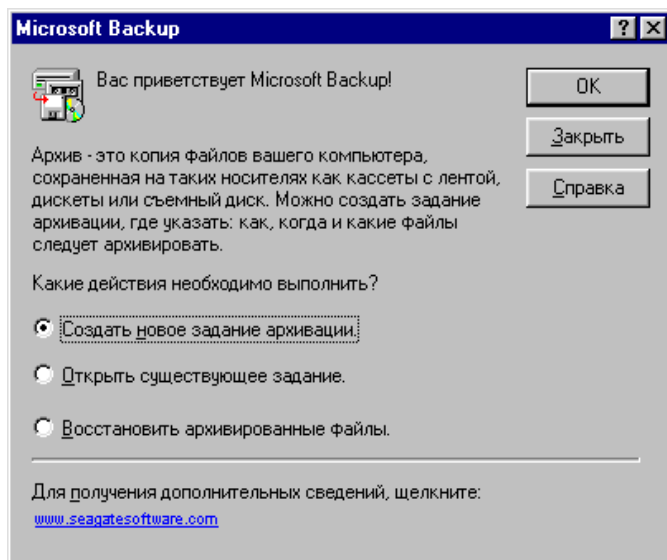 Microsoft Backup
Вас приветствует Microsoft Backup!
OK
Закрыть
Справка
Архив - это копия файлов вашего компьютера,
сохраненная на таких носителях как кассеты с лентой,
дискеты или съемный диск. Можно создать задание
архивации, где указать: как, когда и какие файлы
следует архивировать.
Какие действия необходимо выполнить?
Создать новое задание архивации.
Открыть существующее задание.
Восстановить архивированные файлы.
Для получения дополнительных сведений, щелкните:
www.seagatesoftware.com